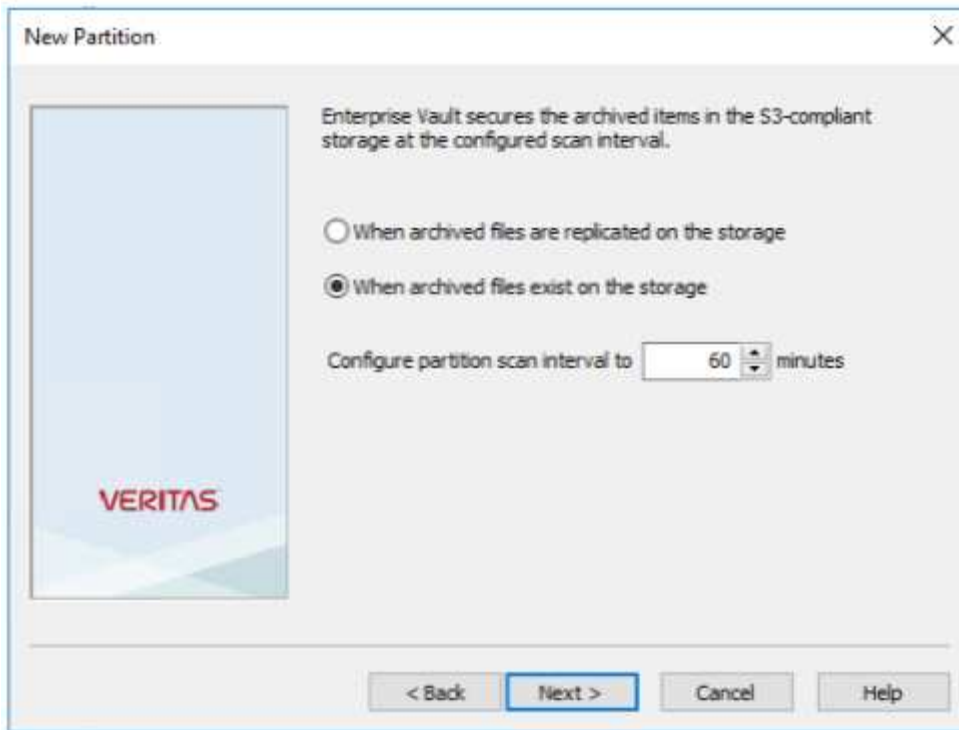 New Partition
Enterprise Vault secures the archived items in the S3-compliant
storage at the configured scan interval.
When archived files are replicated on the storage
When archived files exist on the storage
Configure partition scan interval to 60 minutes
VERITAS
< Back Next > Cancel Help